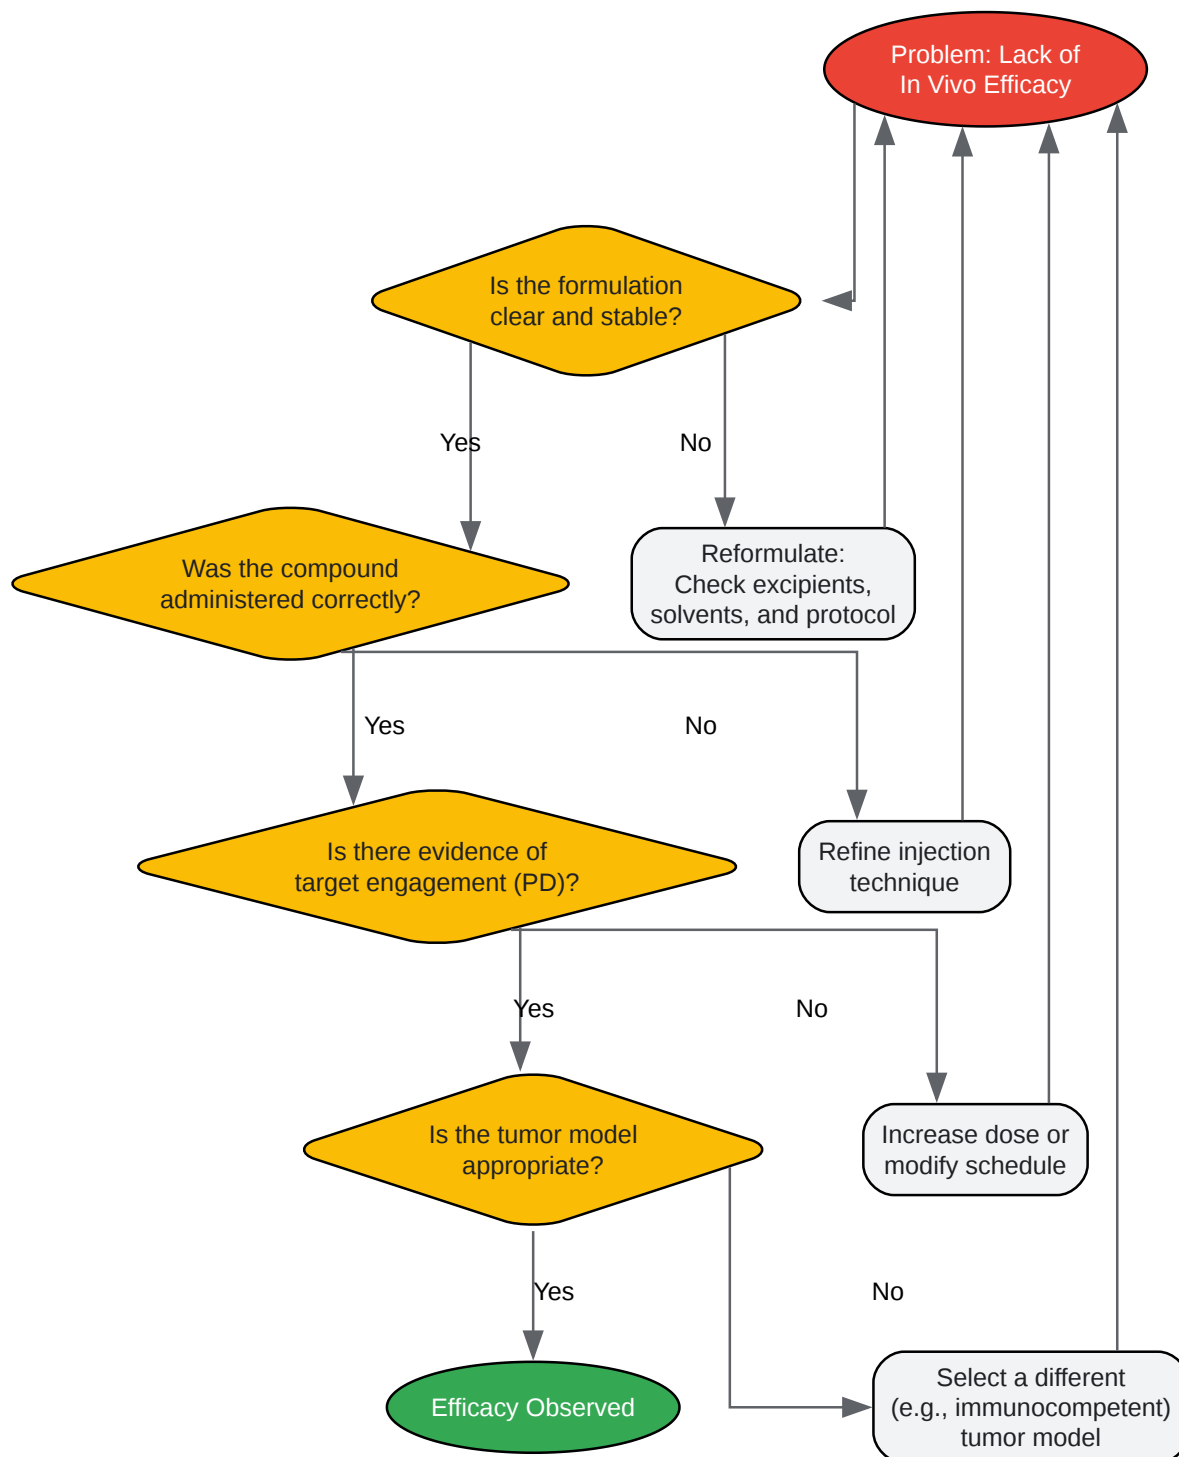 Problem: Lack of
In Vivo Efficacy
Is the formulation
clear and stable?
Yes
No
Was the compound
administered correctly?
Reformulate:
Check excipients,
solvents, and protocol
Yes
No
Is there evidence of
target engagement (PD)?
Refine injection
technique
Yes
No
Is the tumor model
appropriate?
Increase dose or
modify schedule
Yes
No
Efficacy Observed
Select a different
(e.g., immunocompetent)
tumor model